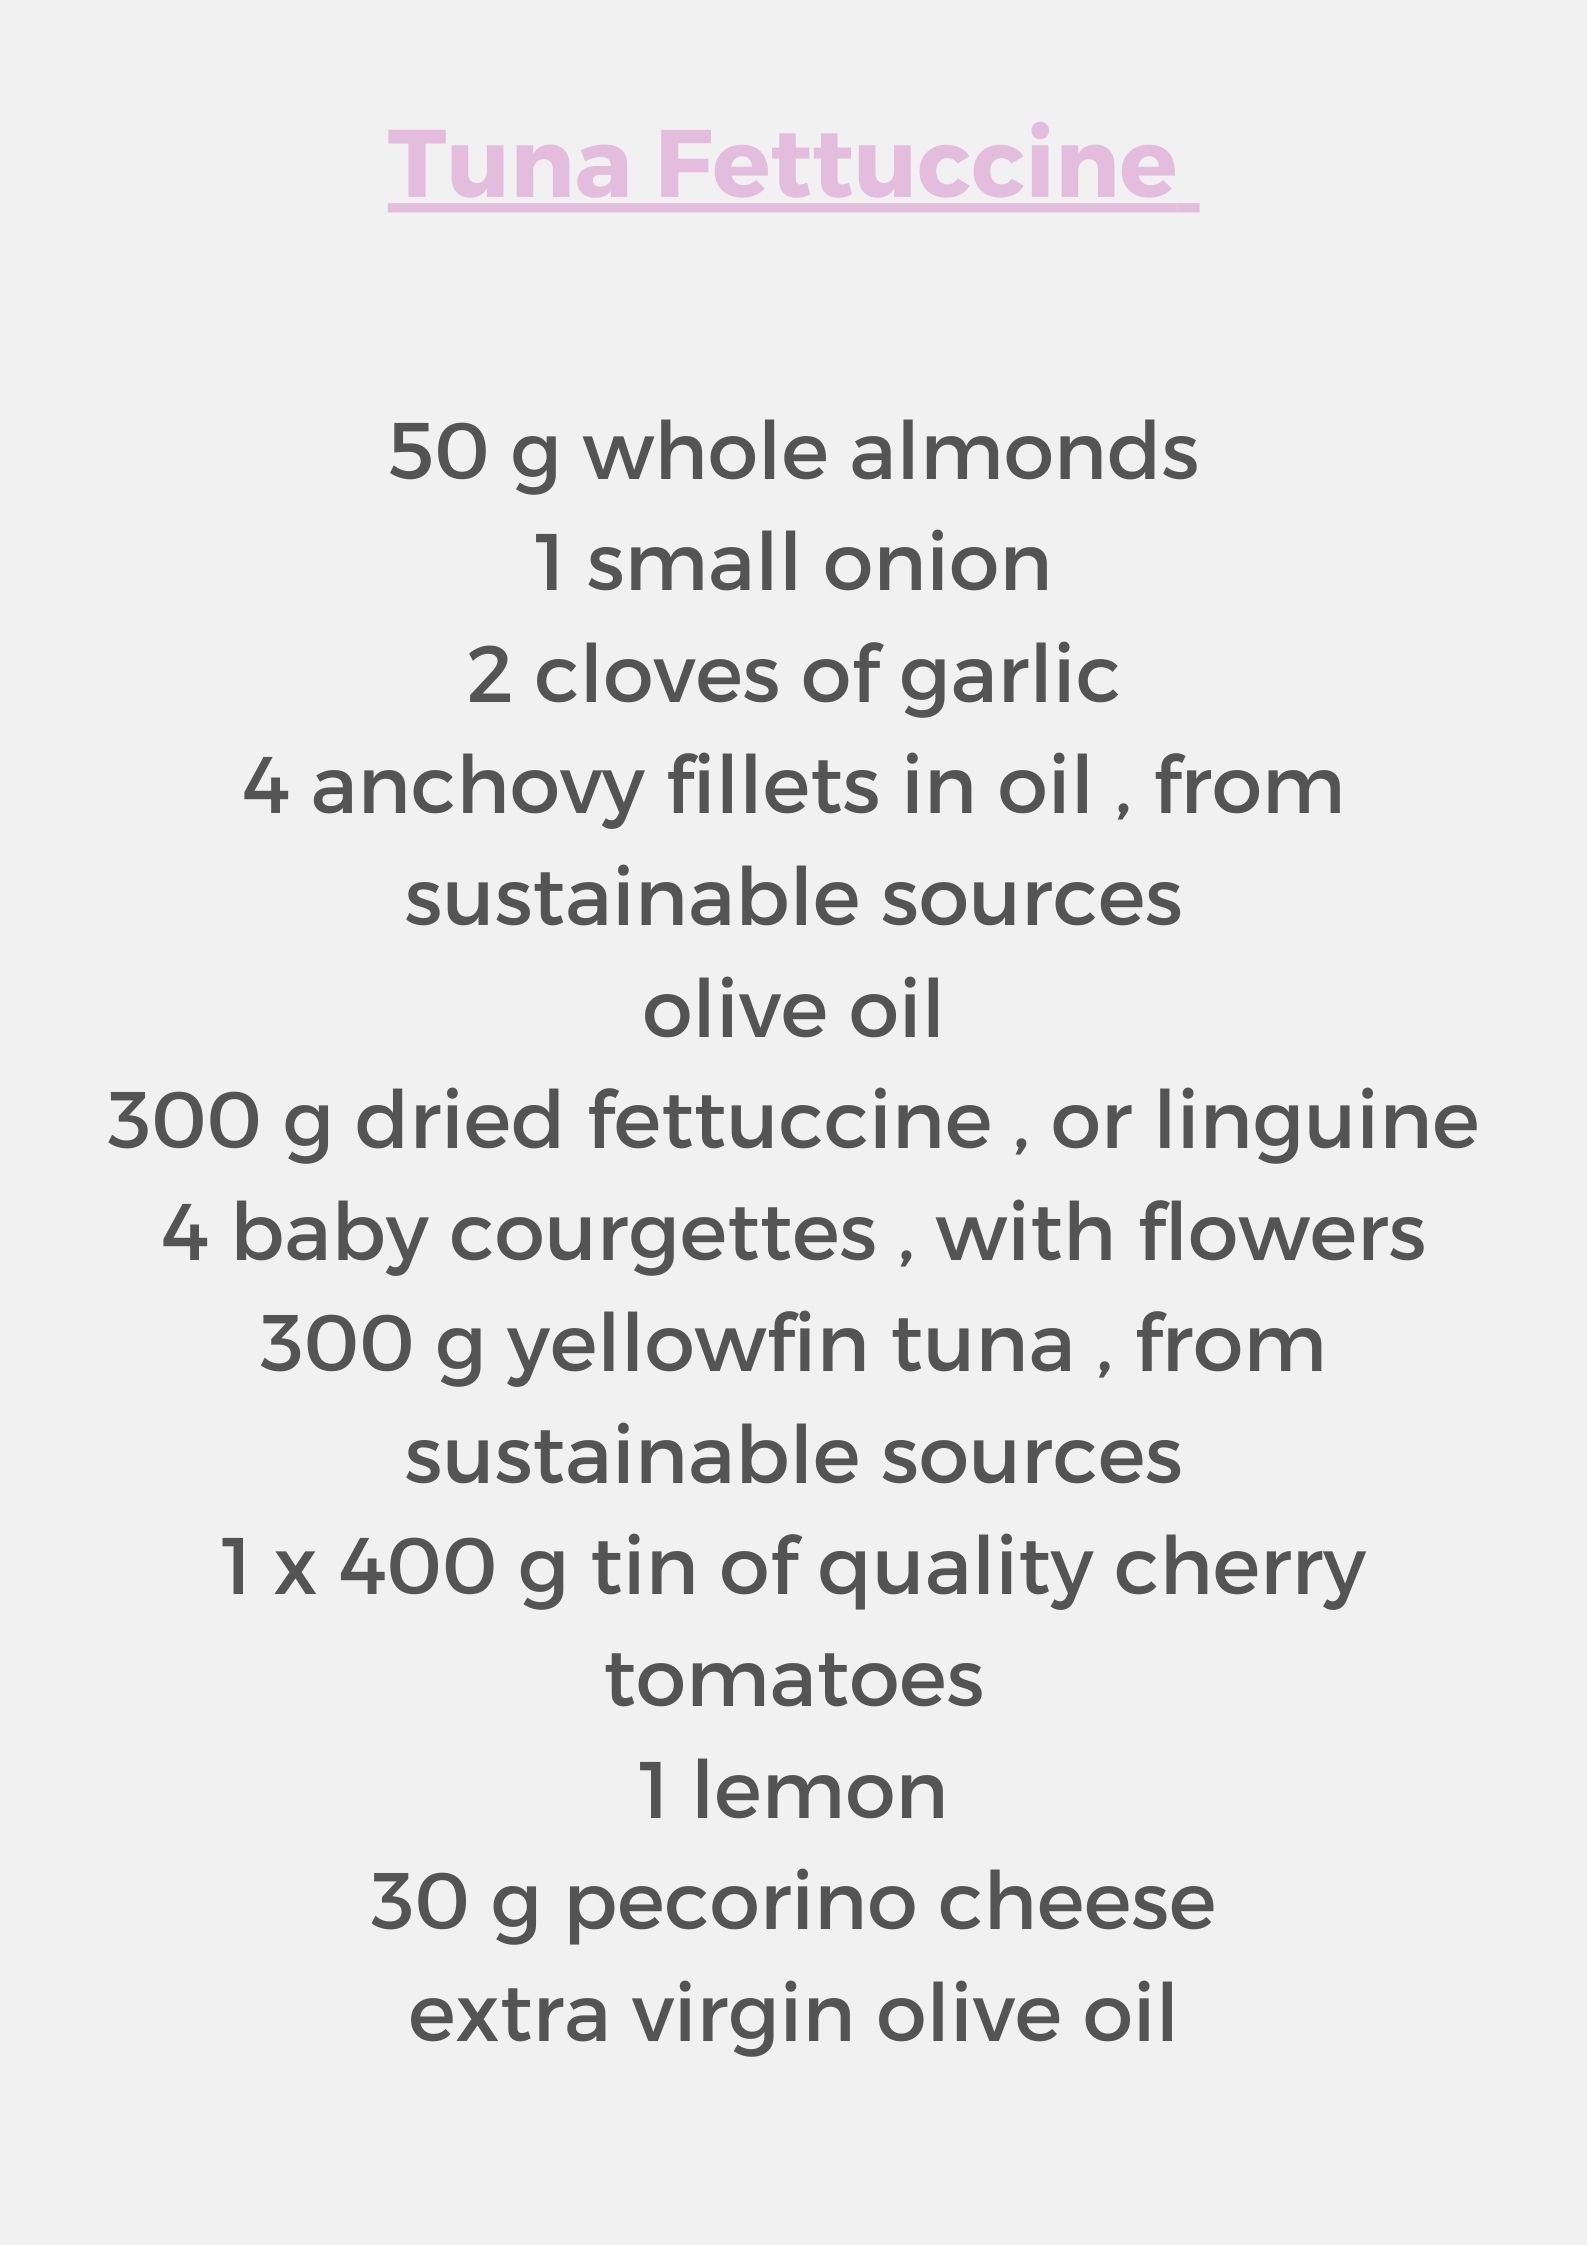 Tuna Fettuccine
50 g whole almonds
1 small onion
2 cloves of garlic
4 anchovy fillets in oil , from
sustainable sources
olive oil
300 g dried fettuccine , or linguine
4 baby courgettes , with flowers
300 g yellowfin tuna , from
sustainable sources
1 x 400 g tin of quality cherry
tomatoes
1 lemon
30 g pecorino cheese
extra virgin olive oil